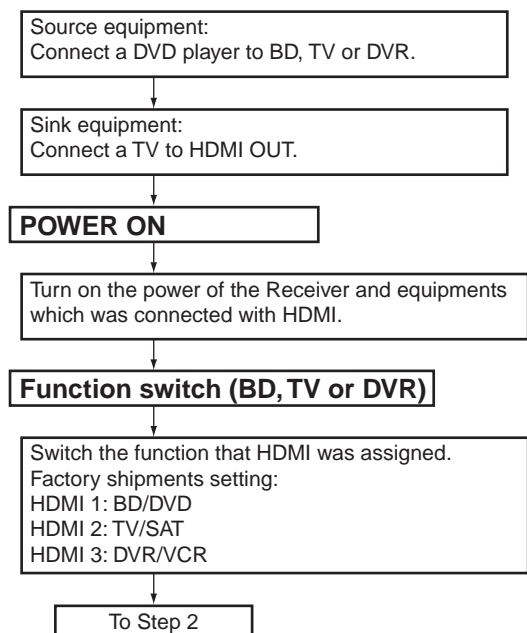 Source equipment:
Connect a DVD player to BD, TV or DVR.
Sink equipment:
Connect a TV to HDMI OUT.
POWER ON
Turn on the power of the Receiver and equipments
which was connected with HDMI.
Function switch (BD, TV or DVR)
Switch the function that HDMI was assigned.
Factory shipments setting:
HDMI 1: BD/DVD
HDMI 2: TV/SAT
HDMI 3: DVR/VCR
To Step 2